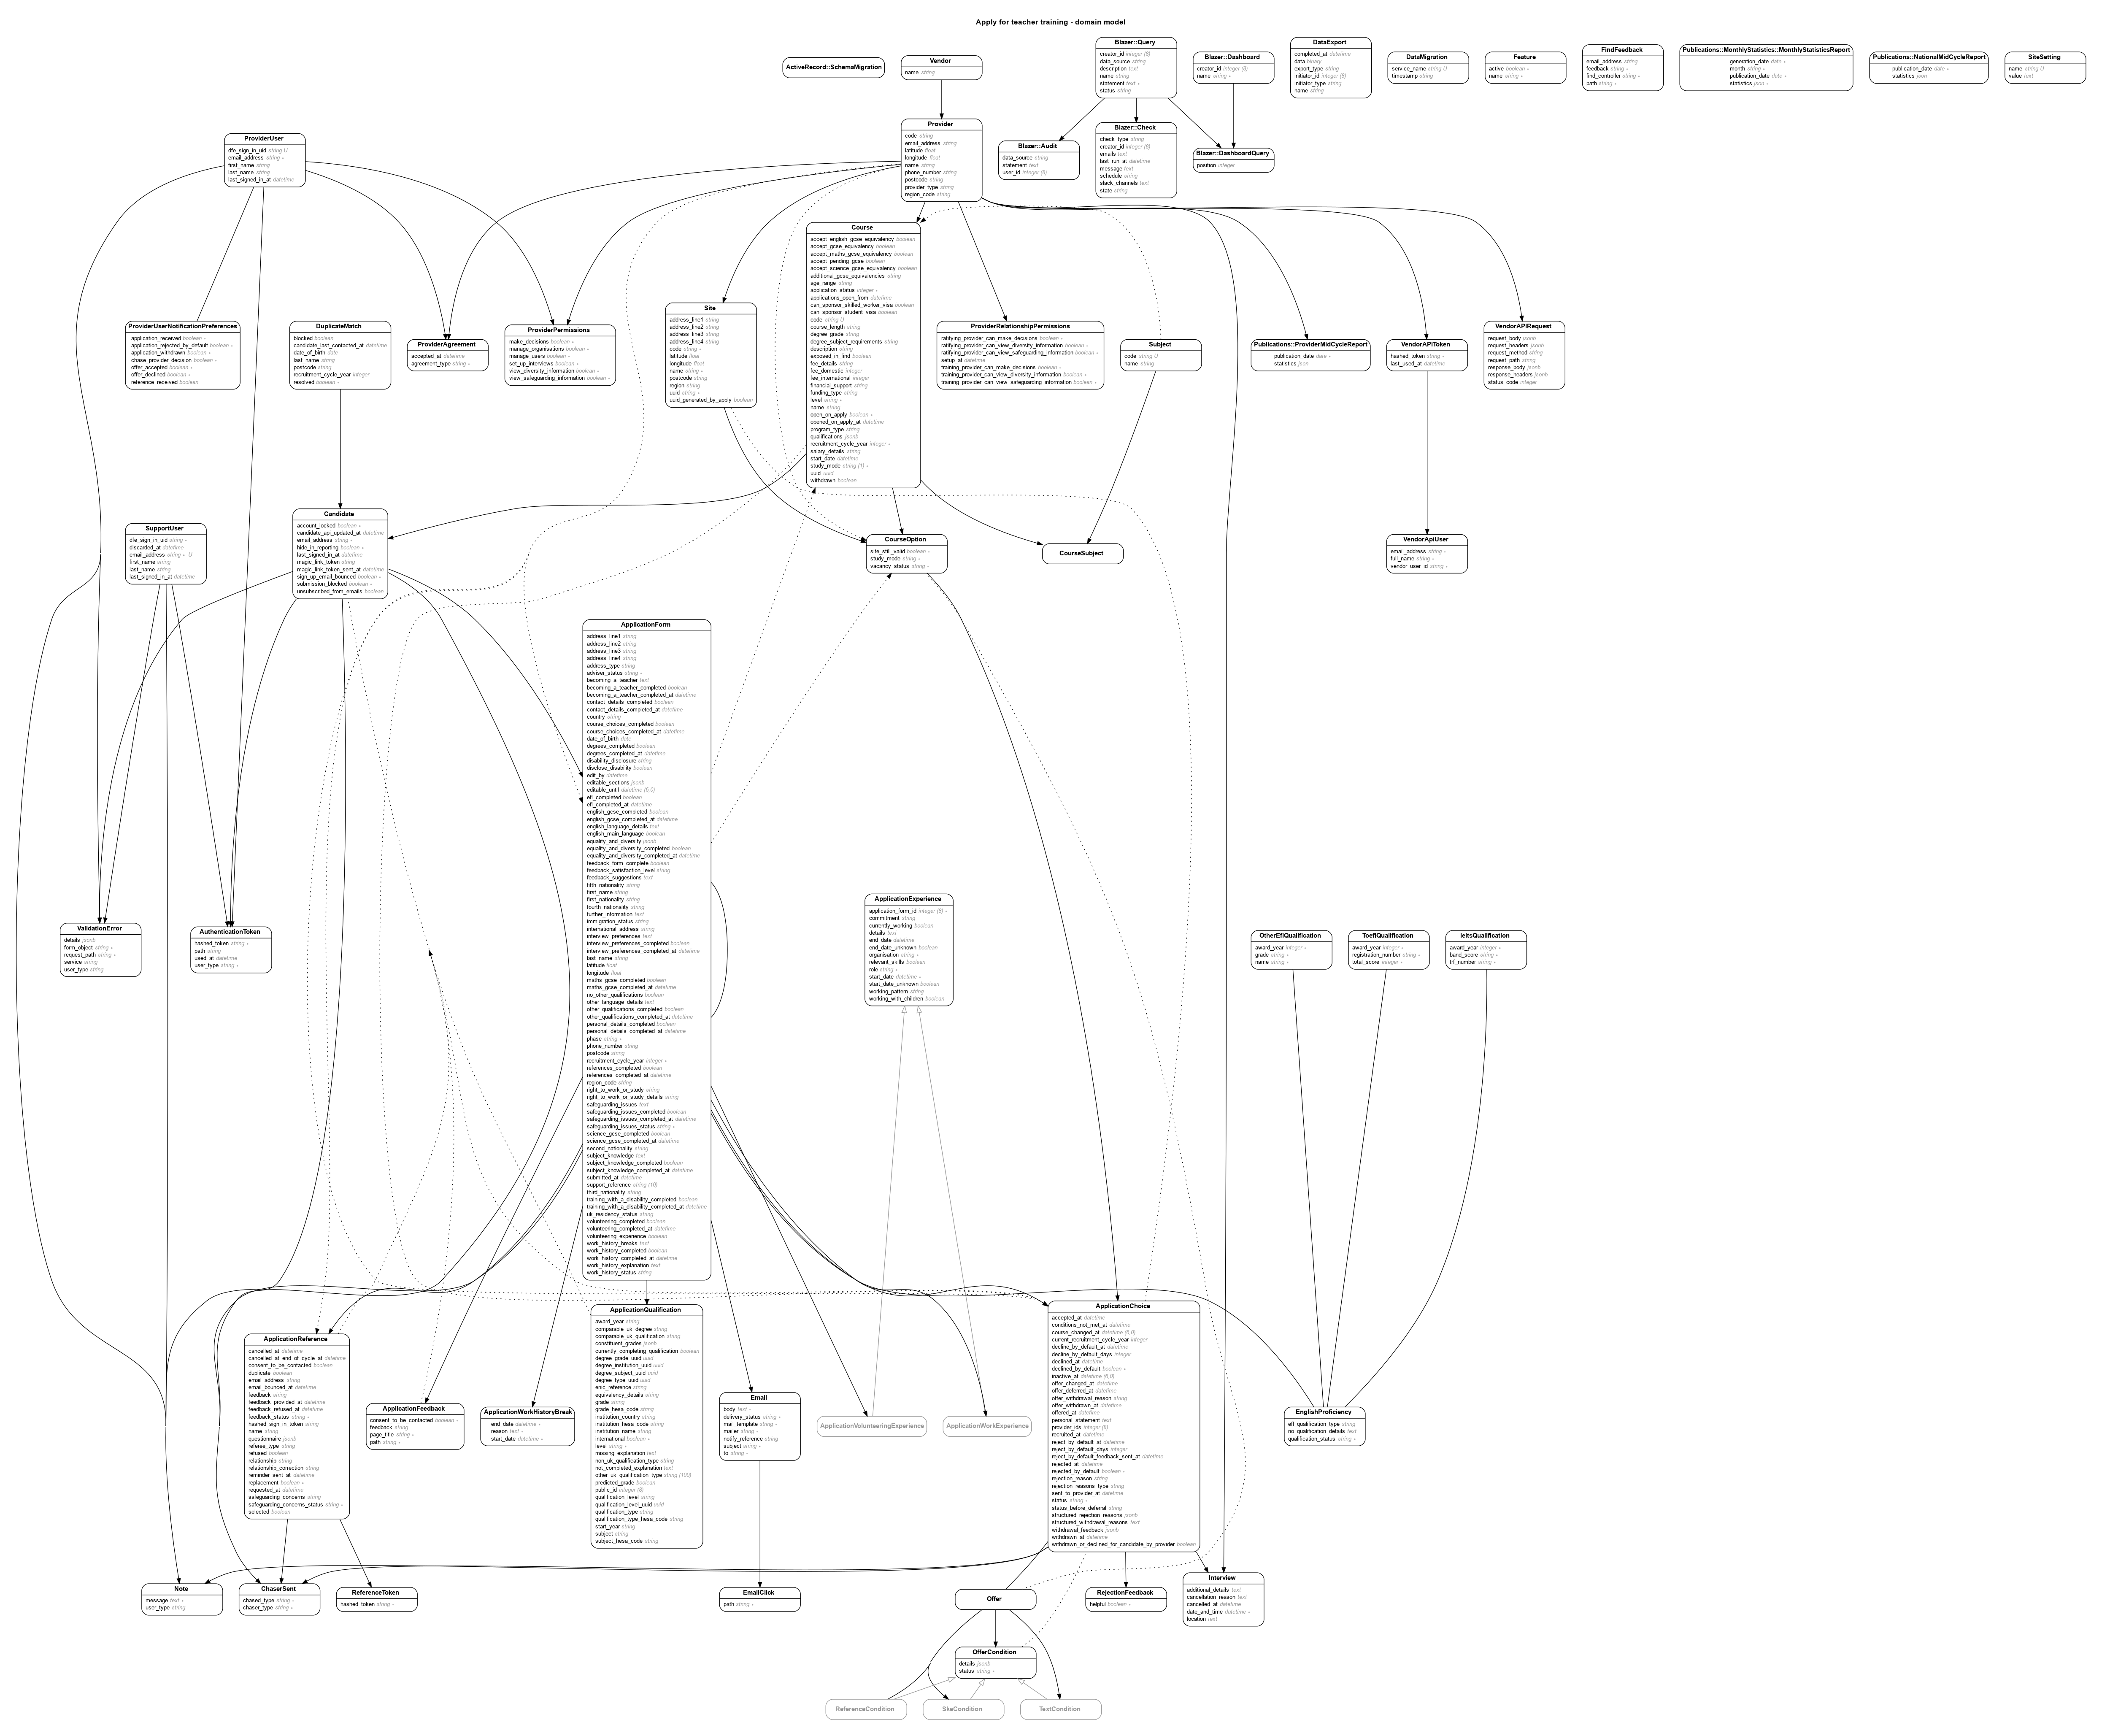 Apply for teacher training - domain model
ActiveRecord::SchemaMigration
Vendor
name string
Blazer::Query
creator_id integer (8)
data_source string
description text
name string
statement text ∗
status string
Blazer::Dashboard
creator_id integer (8)
name string ∗
DataExport
completed_at datetime
data binary
export_type string
initiator_id integer (8)
initiator_type string
name string
DataMigration
service_name string U
timestamp string
Feature
active boolean ∗
name string ∗
FindFeedback
email_address string
feedback string ∗
find_controller string ∗
path string ∗
Publications::MonthlyStatistics::MonthlyStatisticsReport
generation_date date ∗
month string ∗
publication_date date ∗
statistics json ∗
Publications::NationalMidCycleReport
publication_date date ∗
statistics json
SiteSetting
name string U
value text
ProviderUser
dfe_sign_in_uid string U
email_address string ∗
first_name string
last_name string
last_signed_in_at datetime
Provider
code string
email_address string
latitude float
longitude float
name string
phone_number string
postcode string
provider_type string
region_code string
Blazer::Audit
data_source string
statement text
user_id integer (8)
Blazer::Check
check_type string
creator_id integer (8)
emails text
last_run_at datetime
message text
schedule string
slack_channels text
state string
Blazer::DashboardQuery
position integer
Course
accept_english_gcse_equivalency boolean
accept_gcse_equivalency boolean
accept_maths_gcse_equivalency boolean
accept_pending_gcse boolean
accept_science_gcse_equivalency boolean
additional_gcse_equivalencies string
age_range string
application_status integer ∗
applications_open_from datetime
can_sponsor_skilled_worker_visa boolean
can_sponsor_student_visa boolean
code string U
course_length string
degree_grade string
degree_subject_requirements string
description string
exposed_in_find boolean
fee_details string
fee_domestic integer
fee_international integer
financial_support string
funding_type string
level string ∗
name string
open_on_apply boolean ∗
opened_on_apply_at datetime
program_type string
qualifications jsonb
recruitment_cycle_year integer ∗
salary_details string
start_date datetime
study_mode string (1) ∗
uuid uuid
withdrawn boolean
ProviderUserNotificationPreferences
application_received boolean ∗
application_rejected_by_default boolean ∗
application_withdrawn boolean ∗
chase_provider_decision boolean ∗
offer_accepted boolean ∗
offer_declined boolean ∗
reference_received boolean
DuplicateMatch
blocked boolean
candidate_last_contacted_at datetime
date_of_birth date
last_name string
postcode string
recruitment_cycle_year integer
resolved boolean ∗
ProviderAgreement
accepted_at datetime
agreement_type string ∗
ProviderPermissions
make_decisions boolean ∗
manage_organisations boolean ∗
manage_users boolean ∗
set_up_interviews boolean ∗
view_diversity_information boolean ∗
view_safeguarding_information boolean ∗
Site
address_line1 string
address_line2 string
address_line3 string
address_line4 string
code string ∗
latitude float
longitude float
name string ∗
postcode string
region string
uuid string ∗
uuid_generated_by_apply boolean
ProviderRelationshipPermissions
ratifying_provider_can_make_decisions boolean ∗
ratifying_provider_can_view_diversity_information boolean ∗
ratifying_provider_can_view_safeguarding_information boolean ∗
setup_at datetime
training_provider_can_make_decisions boolean ∗
training_provider_can_view_diversity_information boolean ∗
training_provider_can_view_safeguarding_information boolean ∗
Subject
code string U
name string
Publications::ProviderMidCycleReport
publication_date date ∗
statistics json
VendorAPIToken
hashed_token string ∗
last_used_at datetime
VendorAPIRequest
request_body jsonb
request_headers jsonb
request_method string
request_path string
response_body jsonb
response_headers jsonb
status_code integer
SupportUser
dfe_sign_in_uid string ∗
discarded_at datetime
email_address string ∗ U
first_name string
last_name string
last_signed_in_at datetime
Candidate
account_locked boolean ∗
candidate_api_updated_at datetime
email_address string ∗
hide_in_reporting boolean ∗
last_signed_in_at datetime
magic_link_token string
magic_link_token_sent_at datetime
sign_up_email_bounced boolean ∗
submission_blocked boolean ∗
unsubscribed_from_emails boolean
CourseOption
site_still_valid boolean ∗
study_mode string ∗
vacancy_status string ∗
CourseSubject
VendorApiUser
email_address string ∗
full_name string ∗
vendor_user_id string ∗
ApplicationForm
address_line1 string
address_line2 string
address_line3 string
address_line4 string
address_type string
adviser_status string ∗
becoming_a_teacher text
becoming_a_teacher_completed boolean
becoming_a_teacher_completed_at datetime
contact_details_completed boolean
contact_details_completed_at datetime
country string
course_choices_completed boolean
course_choices_completed_at datetime
date_of_birth date
degrees_completed boolean
degrees_completed_at datetime
disability_disclosure string
disclose_disability boolean
edit_by datetime
editable_sections jsonb
editable_until datetime (6,0)
efl_completed boolean
efl_completed_at datetime
english_gcse_completed boolean
english_gcse_completed_at datetime
english_language_details text
english_main_language boolean
equality_and_diversity jsonb
equality_and_diversity_completed boolean
equality_and_diversity_completed_at datetime
feedback_form_complete boolean
feedback_satisfaction_level string
feedback_suggestions text
fifth_nationality string
first_name string
first_nationality string
fourth_nationality string
further_information text
immigration_status string
international_address string
interview_preferences text
interview_preferences_completed boolean
interview_preferences_completed_at datetime
last_name string
latitude float
longitude float
maths_gcse_completed boolean
maths_gcse_completed_at datetime
no_other_qualifications boolean
other_language_details text
other_qualifications_completed boolean
other_qualifications_completed_at datetime
personal_details_completed boolean
personal_details_completed_at datetime
phase string ∗
phone_number string
postcode string
recruitment_cycle_year integer ∗
references_completed boolean
references_completed_at datetime
region_code string
right_to_work_or_study string
right_to_work_or_study_details string
safeguarding_issues text
safeguarding_issues_completed boolean
safeguarding_issues_completed_at datetime
safeguarding_issues_status string ∗
science_gcse_completed boolean
science_gcse_completed_at datetime
second_nationality string
subject_knowledge text
subject_knowledge_completed boolean
subject_knowledge_completed_at datetime
submitted_at datetime
support_reference string (10)
third_nationality string
training_with_a_disability_completed boolean
training_with_a_disability_completed_at datetime
uk_residency_status string
volunteering_completed boolean
volunteering_completed_at datetime
volunteering_experience boolean
work_history_breaks text
work_history_completed boolean
work_history_completed_at datetime
work_history_explanation text
work_history_status string
ValidationError
details jsonb
form_object string ∗
request_path string ∗
service string
user_type string
AuthenticationToken
hashed_token string ∗
path string
used_at datetime
user_type string ∗
ApplicationExperience
application_form_id integer (8) ∗
commitment string
currently_working boolean
details text
end_date datetime
end_date_unknown boolean
organisation string ∗
relevant_skills boolean
role string ∗
start_date datetime ∗
start_date_unknown boolean
working_pattern string
working_with_children boolean
OtherEflQualification
award_year integer ∗
grade string ∗
name string ∗
ToeflQualification
award_year integer ∗
registration_number string ∗
total_score integer ∗
IeltsQualification
award_year integer ∗
band_score string ∗
trf_number string ∗
ApplicationReference
cancelled_at datetime
cancelled_at_end_of_cycle_at datetime
consent_to_be_contacted boolean
duplicate boolean
email_address string
email_bounced_at datetime
feedback string
feedback_provided_at datetime
feedback_refused_at datetime
feedback_status string ∗
hashed_sign_in_token string
name string
questionnaire jsonb
referee_type string
refused boolean
relationship string
relationship_correction string
reminder_sent_at datetime
replacement boolean ∗
requested_at datetime
safeguarding_concerns string
safeguarding_concerns_status string ∗
selected boolean
ApplicationFeedback
consent_to_be_contacted boolean ∗
feedback string
page_title string ∗
path string ∗
ApplicationWorkHistoryBreak
end_date datetime ∗
reason text ∗
start_date datetime ∗
ApplicationQualification
award_year string
comparable_uk_degree string
comparable_uk_qualification string
constituent_grades jsonb
currently_completing_qualification boolean
degree_grade_uuid uuid
degree_institution_uuid uuid
degree_subject_uuid uuid
degree_type_uuid uuid
enic_reference string
equivalency_details string
grade string
grade_hesa_code string
institution_country string
institution_hesa_code string
institution_name string
international boolean ∗
level string ∗
missing_explanation text
non_uk_qualification_type string
not_completed_explanation text
other_uk_qualification_type string (100)
predicted_grade boolean
public_id integer (8)
qualification_level string
qualification_level_uuid uuid
qualification_type string
qualification_type_hesa_code string
start_year string
subject string
subject_hesa_code string
Email
body text ∗
delivery_status string ∗
mail_template string ∗
mailer string ∗
notify_reference string
subject string ∗
to string ∗
ApplicationVolunteeringExperience
ApplicationWorkExperience
ApplicationChoice
accepted_at datetime
conditions_not_met_at datetime
course_changed_at datetime (6,0)
current_recruitment_cycle_year integer
decline_by_default_at datetime
decline_by_default_days integer
declined_at datetime
declined_by_default boolean ∗
inactive_at datetime (6,0)
offer_changed_at datetime
offer_deferred_at datetime
offer_withdrawal_reason string
offer_withdrawn_at datetime
offered_at datetime
personal_statement text
provider_ids integer (8)
recruited_at datetime
reject_by_default_at datetime
reject_by_default_days integer
reject_by_default_feedback_sent_at datetime
rejected_at datetime
rejected_by_default boolean ∗
rejection_reason string
rejection_reasons_type string
sent_to_provider_at datetime
status string ∗
status_before_deferral string
structured_rejection_reasons jsonb
structured_withdrawal_reasons text
withdrawal_feedback jsonb
withdrawn_at datetime
withdrawn_or_declined_for_candidate_by_provider boolean
EnglishProficiency
efl_qualification_type string
no_qualification_details text
qualification_status string ∗
Note
message text ∗
user_type string
ChaserSent
chased_type string ∗
chaser_type string ∗
ReferenceToken
hashed_token string ∗
EmailClick
path string ∗
Offer
RejectionFeedback
helpful boolean ∗
Interview
additional_details text
cancellation_reason text
cancelled_at datetime
date_and_time datetime ∗
location text
OfferCondition
details jsonb
status string ∗
ReferenceCondition
SkeCondition
TextCondition